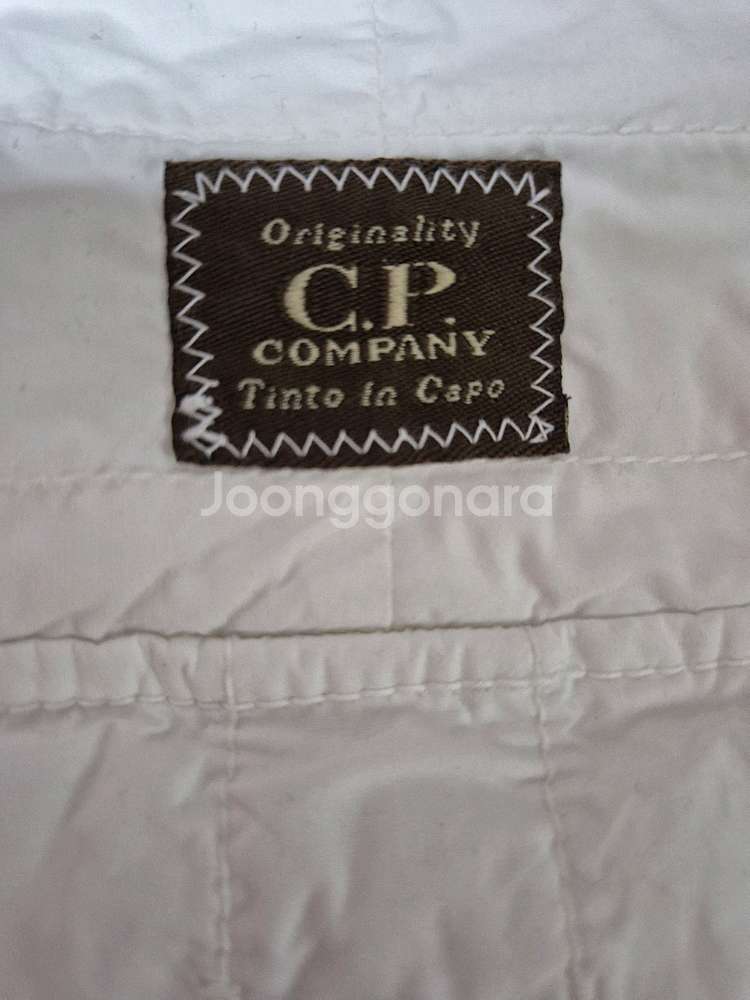 Originality
C.P.
COMPANY
Tinto in Capo
Joonggonara